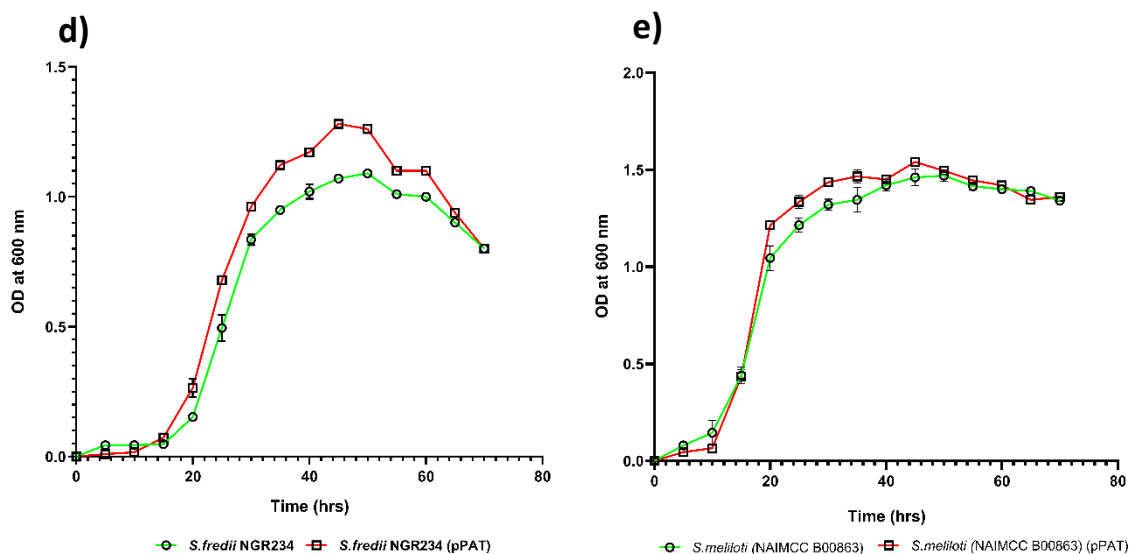 d)
1.5
1.0
0.5
0.0
OD at 600 nm
0
20
40
60
80
Time (hrs)
S.fredii NGR234
S.fredii NGR234 (pPAT)
e)
2.0
1.5
1.0
0.5
0.0
OD at 600 nm
0
20
40
60
80
Time (hrs)
S.meliloti (NAIMCC B00863)
S.meliloti (NAIMCC B00863) (pPAT)